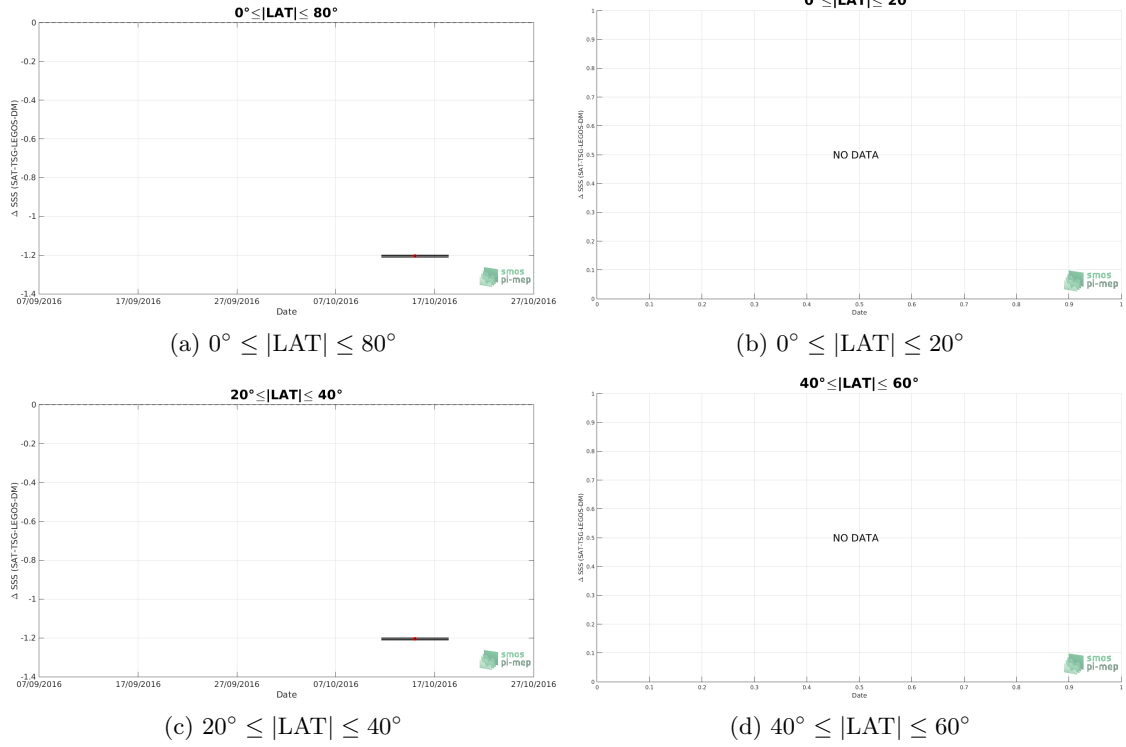 0°≤|LAT|≤ 80°
Δ SSS (SAT-TSG-LEGOS-DM)
0
-0.2
-0.4
-0.6
-0.8
-1
-1.2
-1.4
07/09/2016 17/09/2016 27/09/2016 07/10/2016 17/10/2016 27/10/2016
Date
smos
pi-mep
(a) 0° ≤ |LAT| ≤ 80°
0°≤|LAT|≤ 20°
Δ SSS (SAT-TSG-LEGOS-DM)
1
0.9
0.8
0.7
0.6
0.5
0.4
0.3
0.2
0.1
0
NO DATA
0 0.1 0.2 0.3 0.4 0.5 0.6 0.7 0.8 0.9 1
Date
smos
pi-mep
(b) 0° ≤ |LAT| ≤ 20°
20°≤|LAT|≤ 40°
Δ SSS (SAT-TSG-LEGOS-DM)
0
-0.2
-0.4
-0.6
-0.8
-1
-1.2
-1.4
07/09/2016 17/09/2016 27/09/2016 07/10/2016 17/10/2016 27/10/2016
Date
smos
pi-mep
(c) 20° ≤ |LAT| ≤ 40°
40°≤|LAT|≤ 60°
Δ SSS (SAT-TSG-LEGOS-DM)
1
0.9
0.8
0.7
0.6
0.5
0.4
0.3
0.2
0.1
0
NO DATA
0 0.1 0.2 0.3 0.4 0.5 0.6 0.7 0.8 0.9 1
Date
smos
pi-mep
(d) 40° ≤ |LAT| ≤ 60°